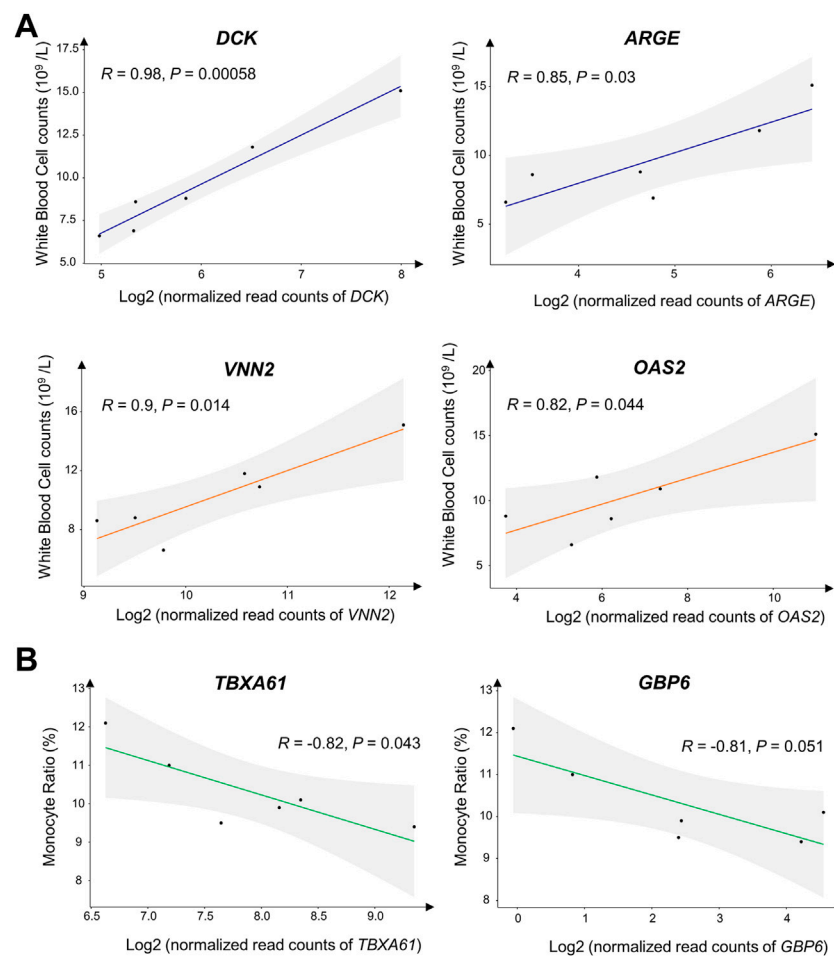 A
DCK
White Blood Cell counts (10⁹ /L)
17.5
15.0
12.5
10.0
7.5
5.0
R = 0.98, P = 0.00058
5 6 7 8
Log2 (normalized read counts of DCK)
ARGE
White Blood Cell counts (10⁹ /L)
15
10
5
R = 0.85, P = 0.03
4 5 6
Log2 (normalized read counts of ARGE)
VNN2
White Blood Cell counts (10⁹ /L)
16
12
8
R = 0.9, P = 0.014
9 10 11 12
Log2 (normalized read counts of VNN2)
OAS2
White Blood Cell counts (10⁹ /L)
20
15
10
5
R = 0.82, P = 0.044
4 6 8 10
Log2 (normalized read counts of OAS2)
B
TBXA61
Monocyte Ratio (%)
13
12
11
10
9
8
R = -0.82, P = 0.043
6.5 7.0 7.5 8.0 8.5 9.0
Log2 (normalized read counts of TBXA61)
GBP6
Monocyte Ratio (%)
13
12
11
10
9
8
R = -0.81, P = 0.051
0 1 2 3 4
Log2 (normalized read counts of GBP6)